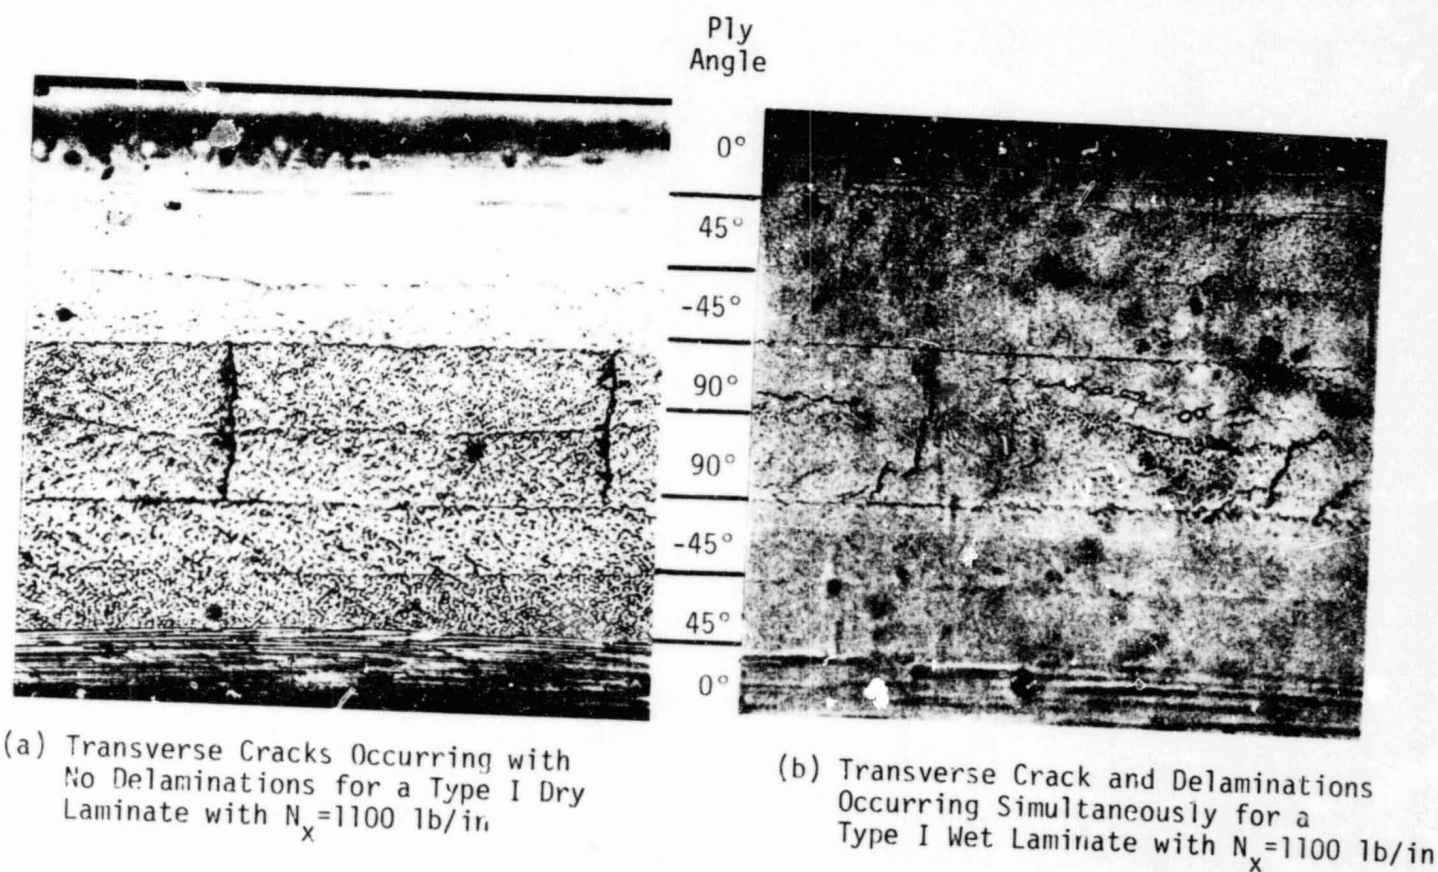 Ply
Angle
0°
45°
-45°
90°
90°
-45°
45°
0°
(a) Transverse Cracks Occurring with
No Delaminations for a Type I Dry
Laminate with Nx=1100 lb/in
(b) Transverse Crack and Delaminations
Occurring Simultaneously for a
Type I Wet Laminate with Nx=1100 lb/in